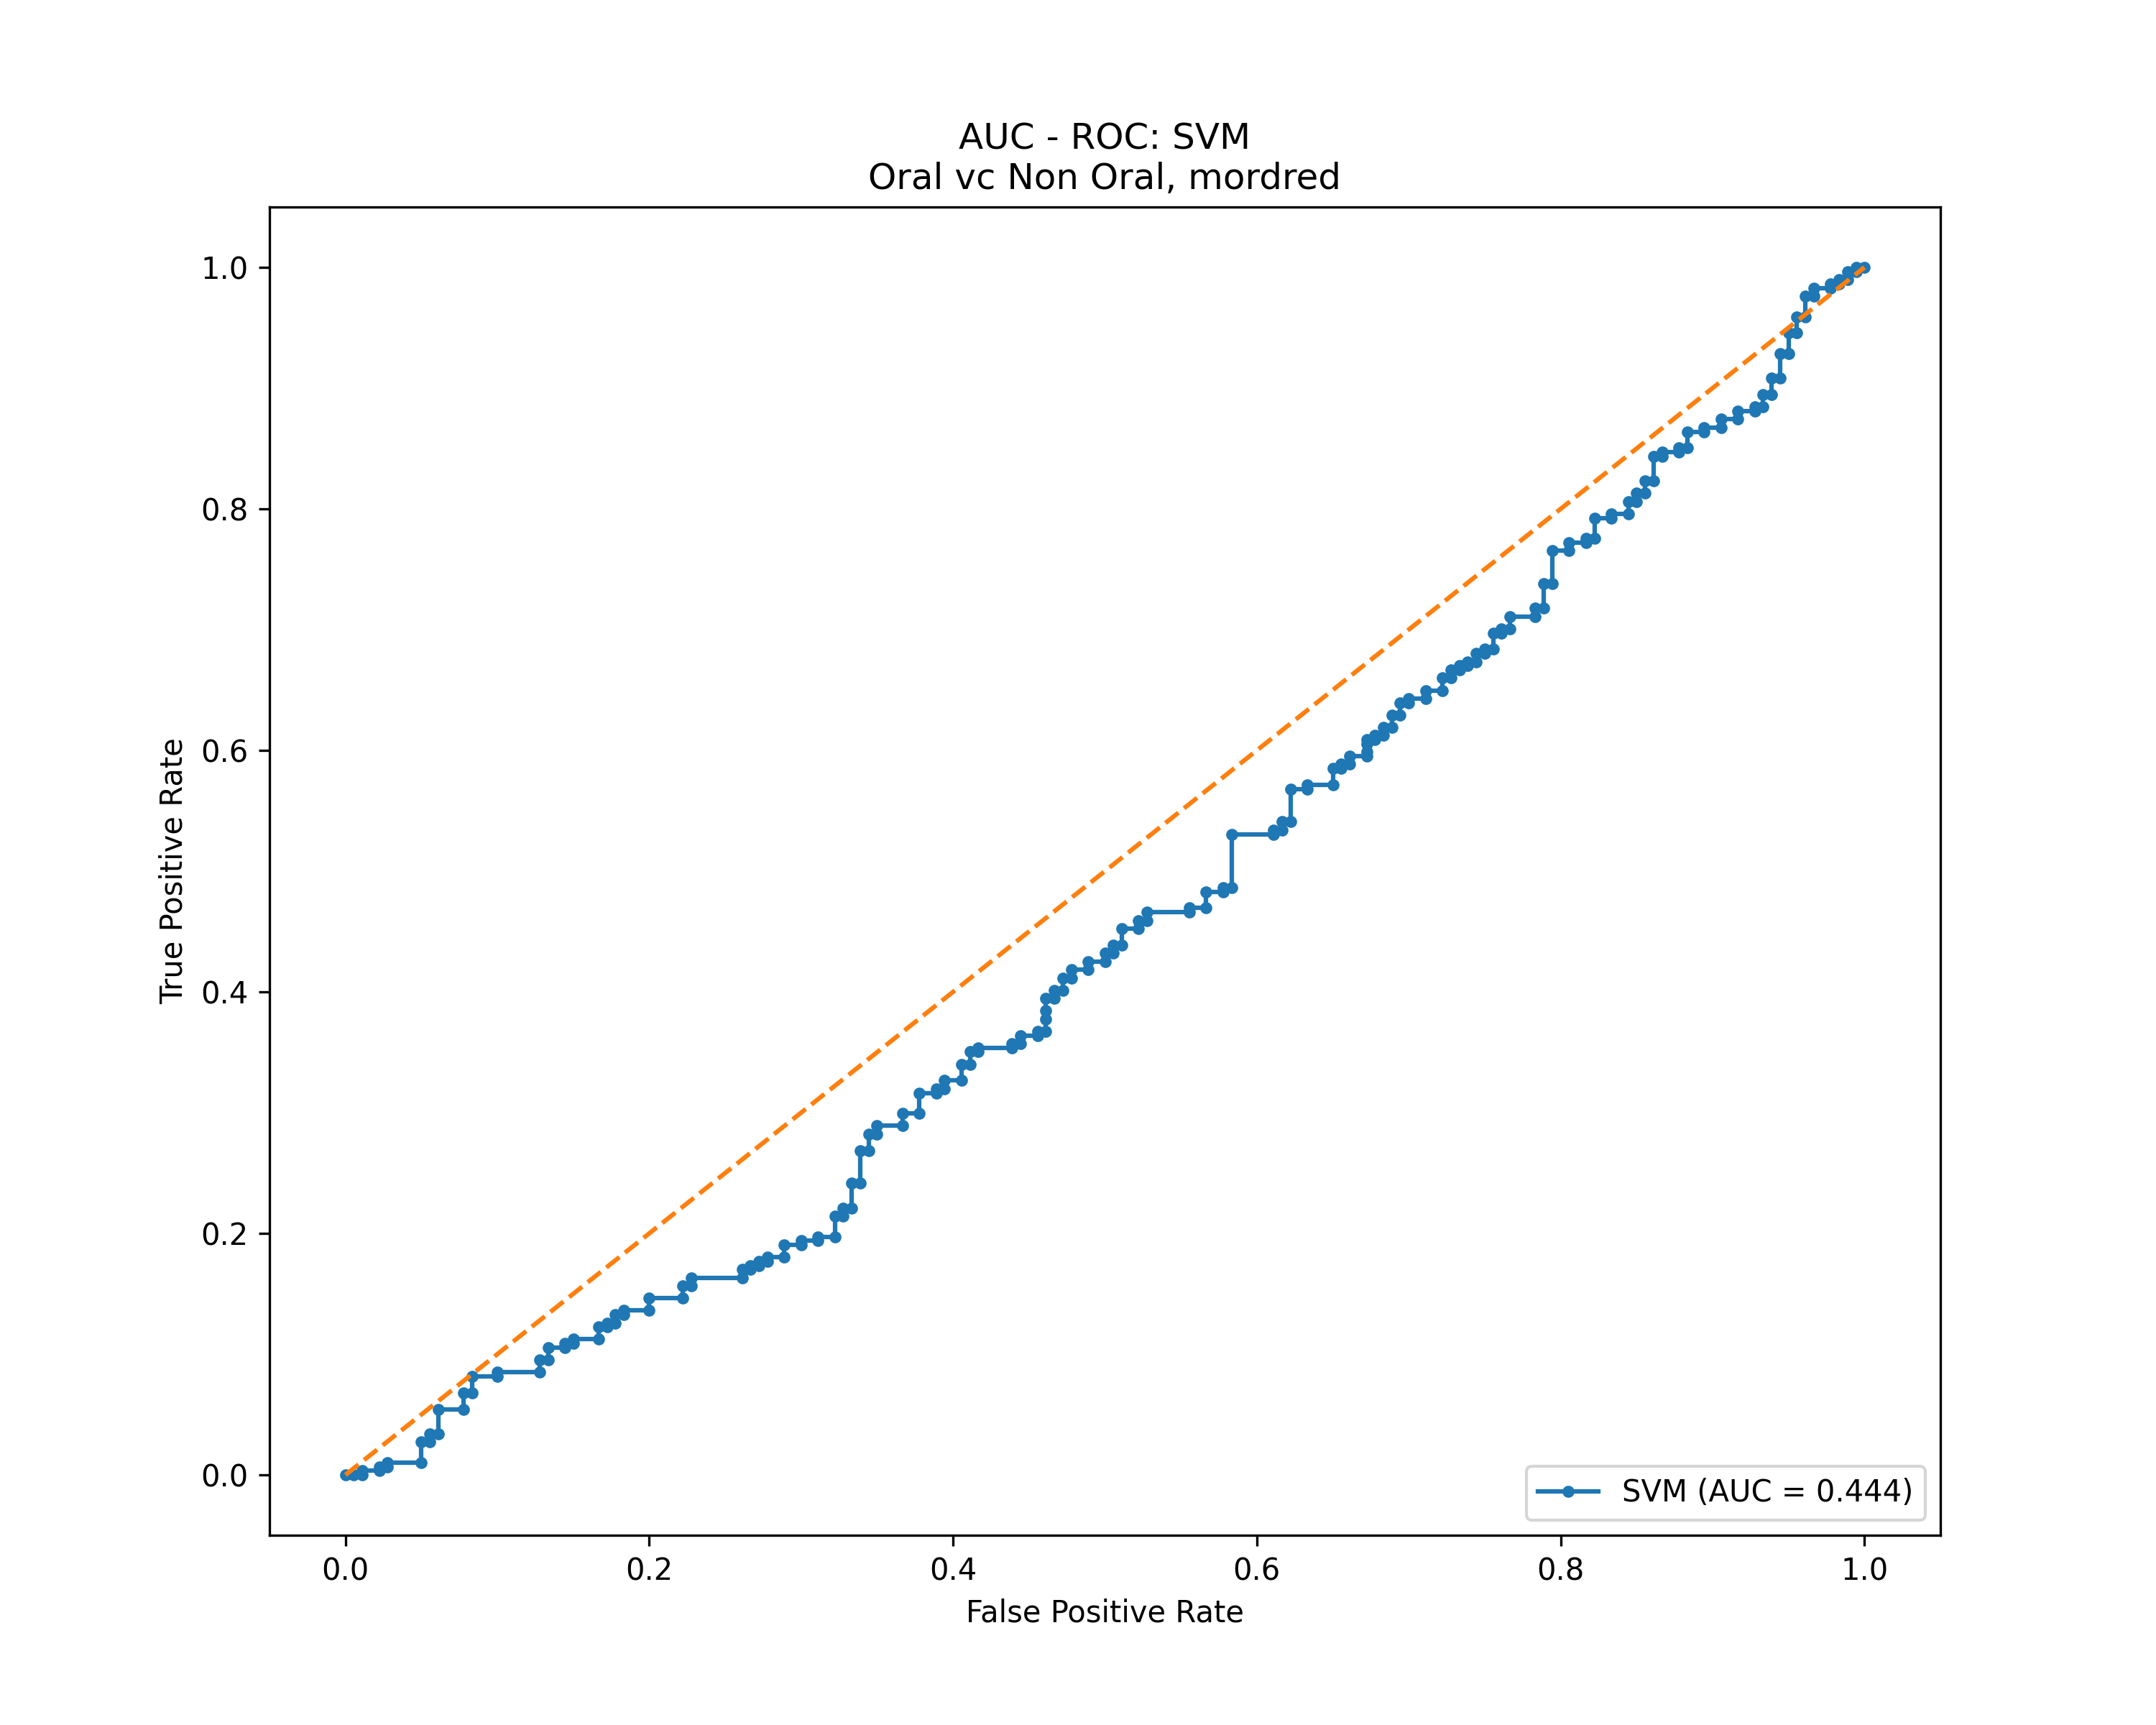 AUC - ROC: SVM
Oral vc Non Oral, mordred
True Positive Rate
1.0
0.8
0.6
0.4
0.2
0.0
SVM (AUC = 0.444)
0.0 0.2 0.4 0.6 0.8 1.0
False Positive Rate